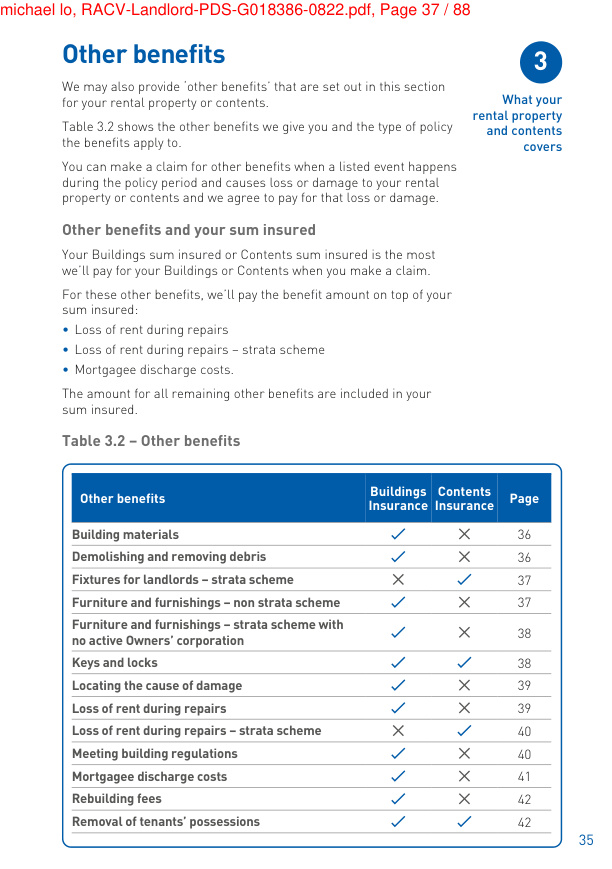 michael lo, RACV-Landlord-PDS-G018386-0822.pdf, Page 37 / 88
Other benefits
We may also provide 'other benefits' that are set out in this section
for your rental property or contents.
Table 3.2 shows the other benefits we give you and the type of policy
the benefits apply to.
You can make a claim for other benefits when a listed event happens
during the policy period and causes loss or damage to your rental
property or contents and we agree to pay for that loss or damage.
3
What your
rental property
and contents
covers
Other benefits and your sum insured
Your Buildings sum insured or Contents sum insured is the most
we'll pay for your Buildings or Contents when you make a claim.
For these other benefits, we'll pay the benefit amount on top of your
sum insured:
• Loss of rent during repairs
• Loss of rent during repairs – strata scheme
• Mortgagee discharge costs.
The amount for all remaining other benefits are included in your
sum insured.
Table 3.2 – Other benefits
Other benefits Buildings Insurance Contents Insurance Page
Building materials ✓ ✕ 36
Demolishing and removing debris ✓ ✕ 36
Fixtures for landlords – strata scheme ✕ ✓ 37
Furniture and furnishings – non strata scheme ✓ ✕ 37
Furniture and furnishings – strata scheme with
no active Owners' corporation ✓ ✕ 38
Keys and locks ✓ ✓ 38
Locating the cause of damage ✓ ✕ 39
Loss of rent during repairs ✓ ✕ 39
Loss of rent during repairs – strata scheme ✕ ✓ 40
Meeting building regulations ✓ ✕ 40
Mortgagee discharge costs ✓ ✕ 41
Rebuilding fees ✓ ✕ 42
Removal of tenants' possessions ✓ ✓ 42
35